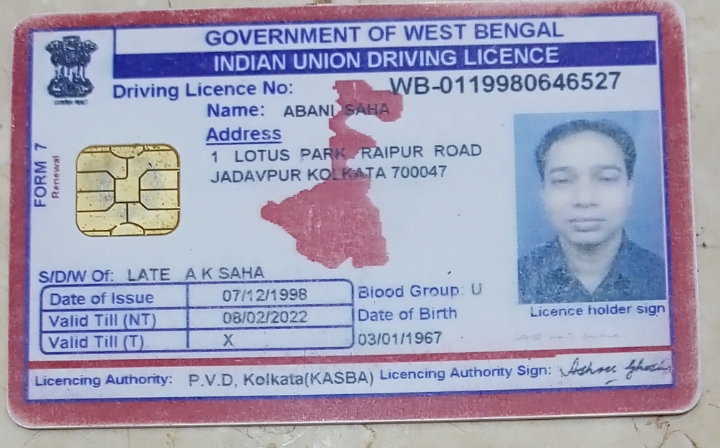 GOVERNMENT OF WEST BENGAL
INDIAN UNION DRIVING LICENCE
Driving Licence No: WB-0119980646527
Name: ABANI SAHA
Address
1 LOTUS PARK RAIPUR ROAD
JADAVPUR KOLKATA 700047
FORM 7
Renewal
S/D/W Of: LATE A K SAHA
Date of Issue 07/12/1998 Blood Group: U
Valid Till (NT) 08/02/2022 Date of Birth
Valid Till (T) X 03/01/1967
Licence holder sign
Licencing Authority: P.V.D, Kolkata(KASBA) Licencing Authority Sign: